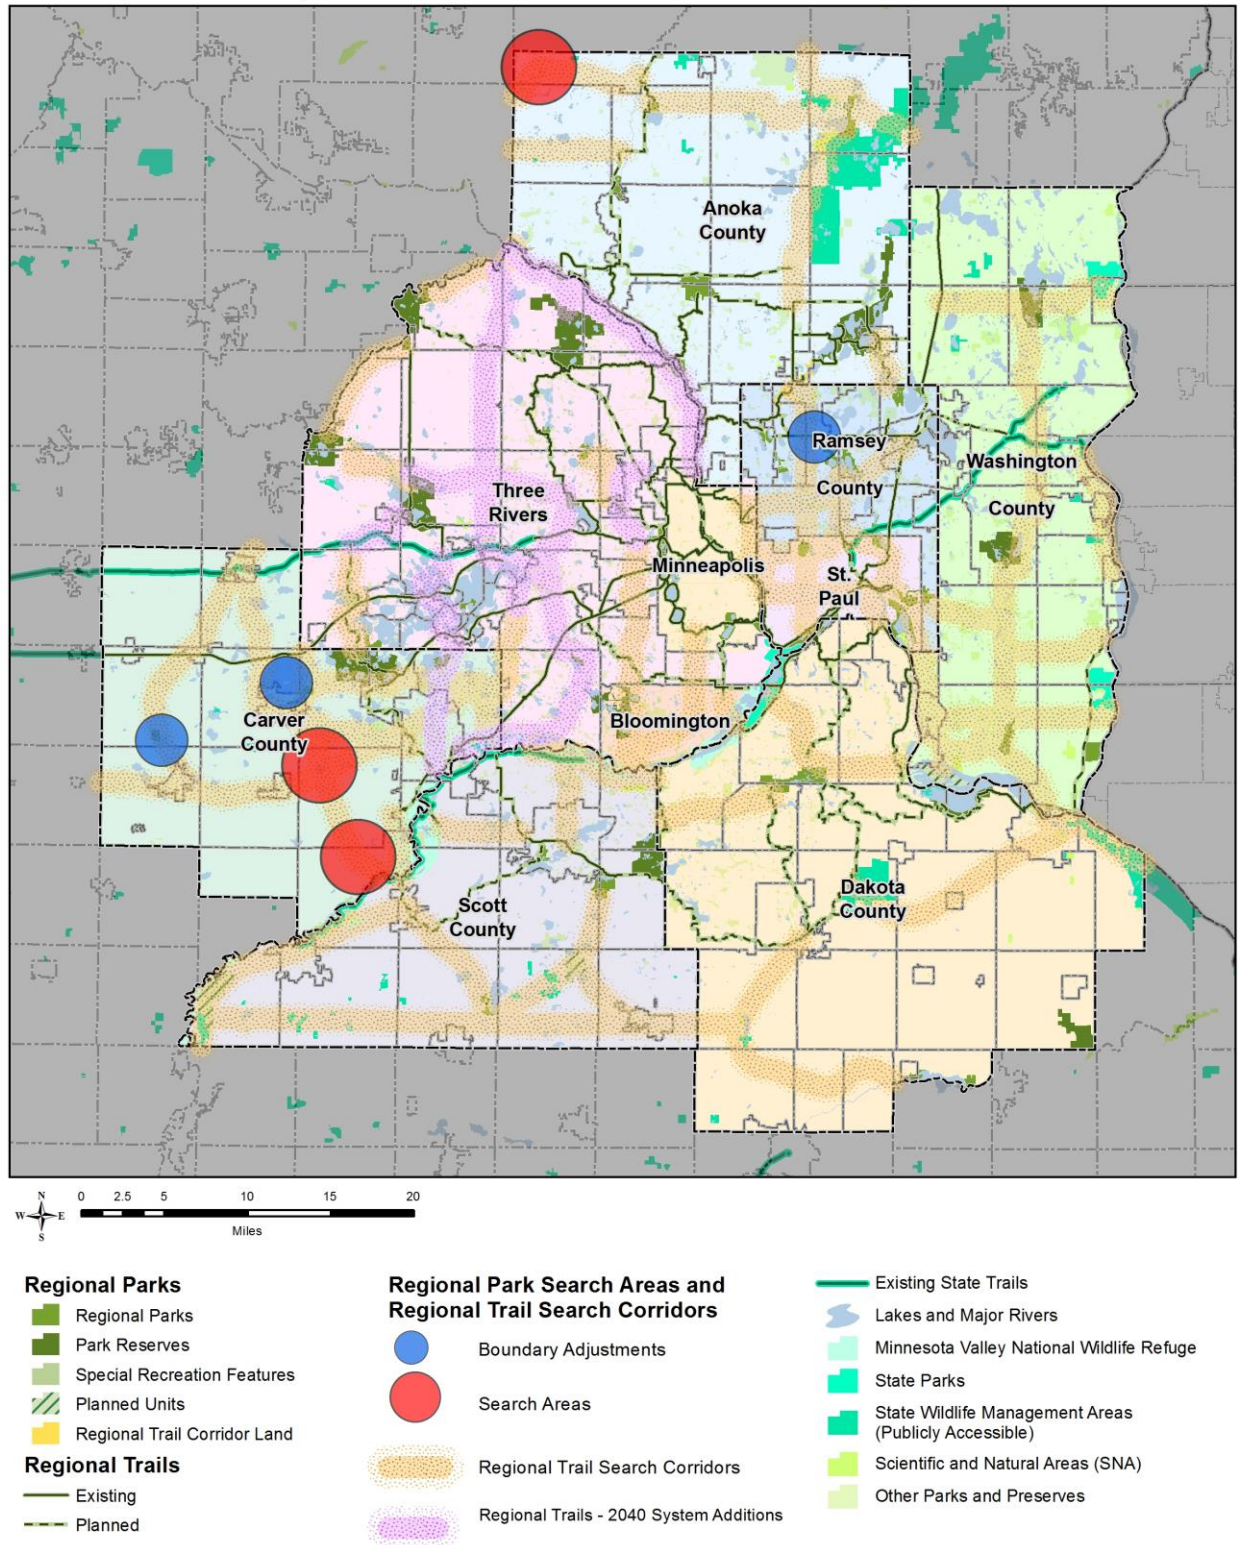 Anoka
County
Ramsey
County
Washington
County
Three
Rivers
Minneapolis
St.
Paul
Bloomington
Carver
County
Dakota
County
Scott
County
N
W E
S
0 2.5 5 10 15 20
Miles
Regional Parks
Regional Parks
Park Reserves
Special Recreation Features
Planned Units
Regional Trail Corridor Land
Regional Trails
Existing
Planned
Regional Park Search Areas and
Regional Trail Search Corridors
Boundary Adjustments
Search Areas
Regional Trail Search Corridors
Regional Trails - 2040 System Additions
Existing State Trails
Lakes and Major Rivers
Minnesota Valley National Wildlife Refuge
State Parks
State Wildlife Management Areas
(Publicly Accessible)
Scientific and Natural Areas (SNA)
Other Parks and Preserves